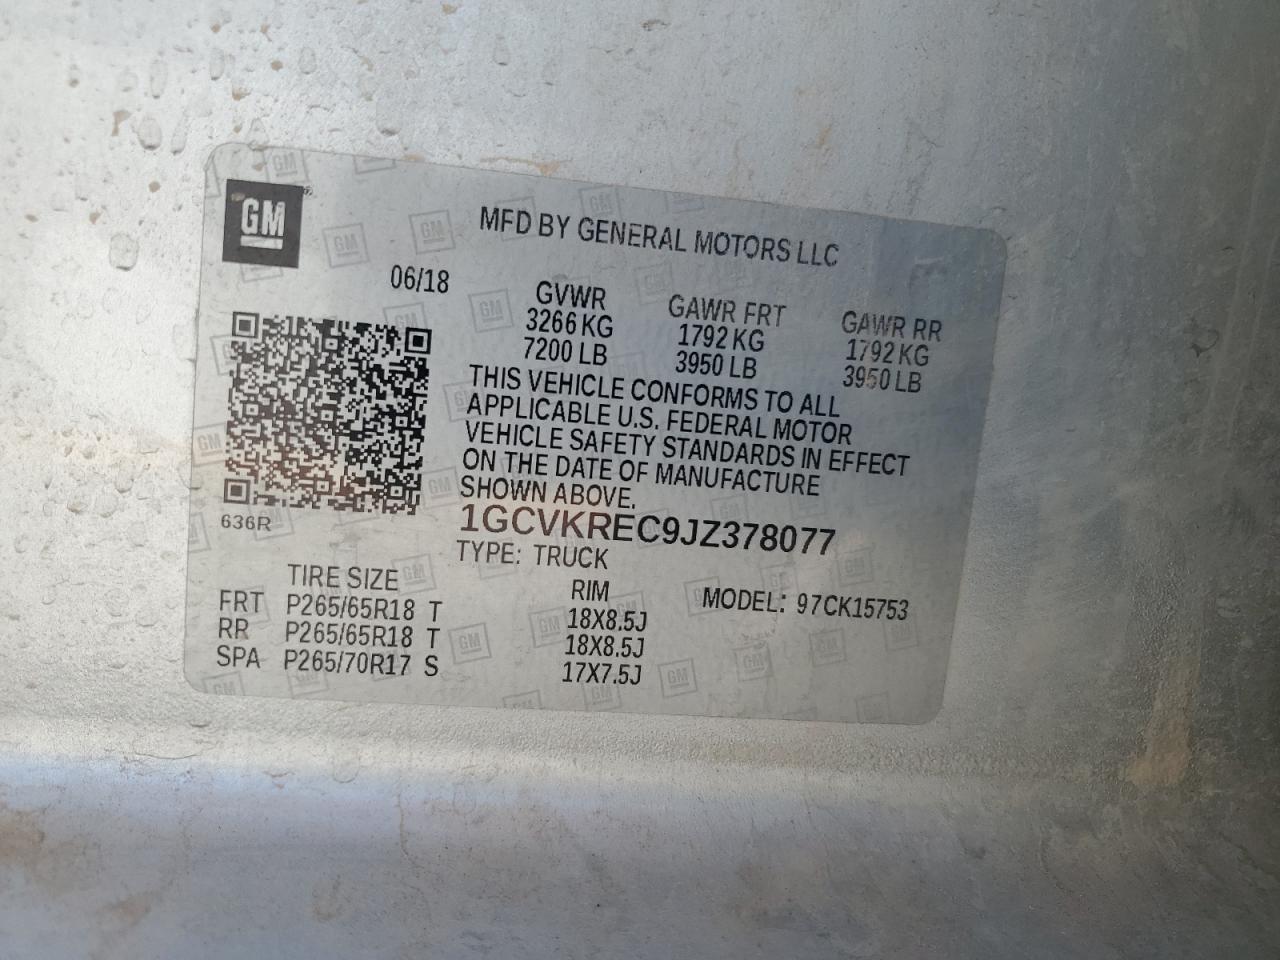 GM
MFD BY GENERAL MOTORS LLC
06/18
GVWR GAWR FRT GAWR RR
3266 KG 1792 KG 1792 KG
7200 LB 3950 LB 3950 LB
THIS VEHICLE CONFORMS TO ALL
APPLICABLE U.S. FEDERAL MOTOR
VEHICLE SAFETY STANDARDS IN EFFECT
ON THE DATE OF MANUFACTURE
SHOWN ABOVE.
636R
1GCVKREC9JZ378077
TYPE: TRUCK
TIRE SIZE RIM MODEL: 97CK15753
FRT P265/65R18 T 18X8.5J
RR P265/65R18 T 18X8.5J
SPA P265/70R17 S 17X7.5J